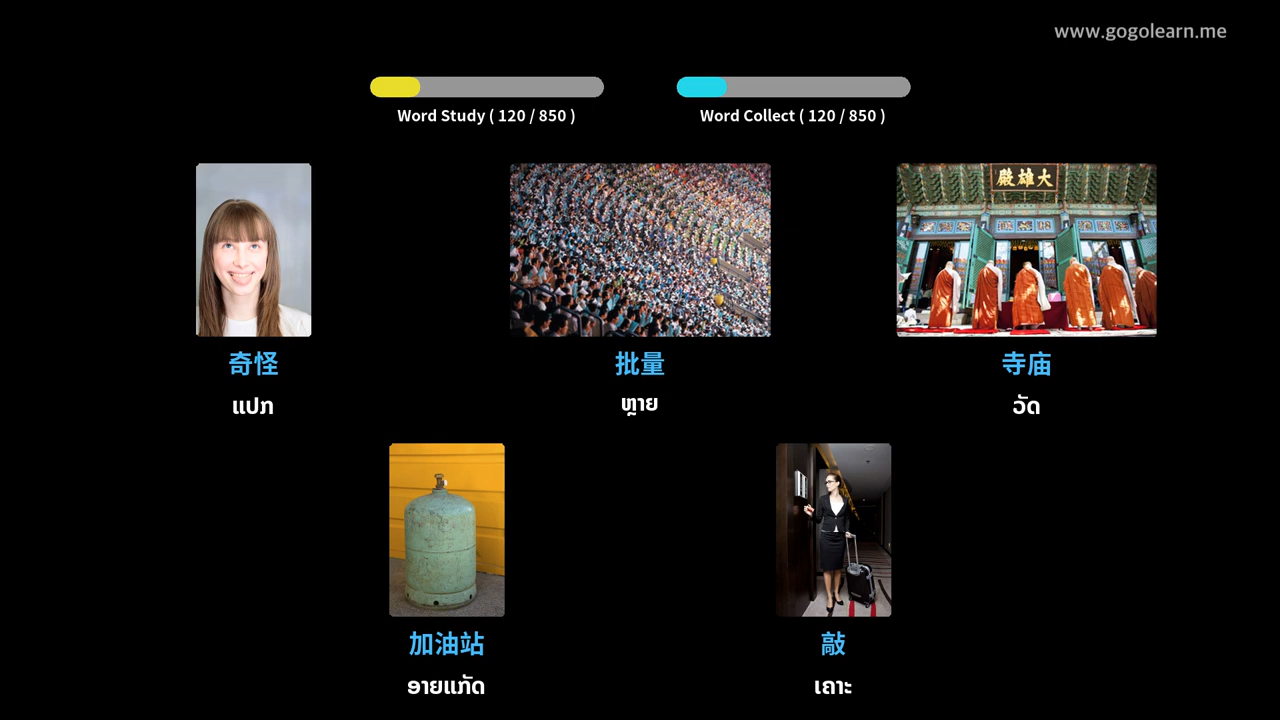 www.gogolearn.me
Word Study ( 120 / 850 )
Word Collect ( 120 / 850 )
大雄殿
奇怪
ແປກ
批量
ຫຼາຍ
寺庙
ວັດ
加油站
ອາຍແກັດ
敲
ເຄາະ